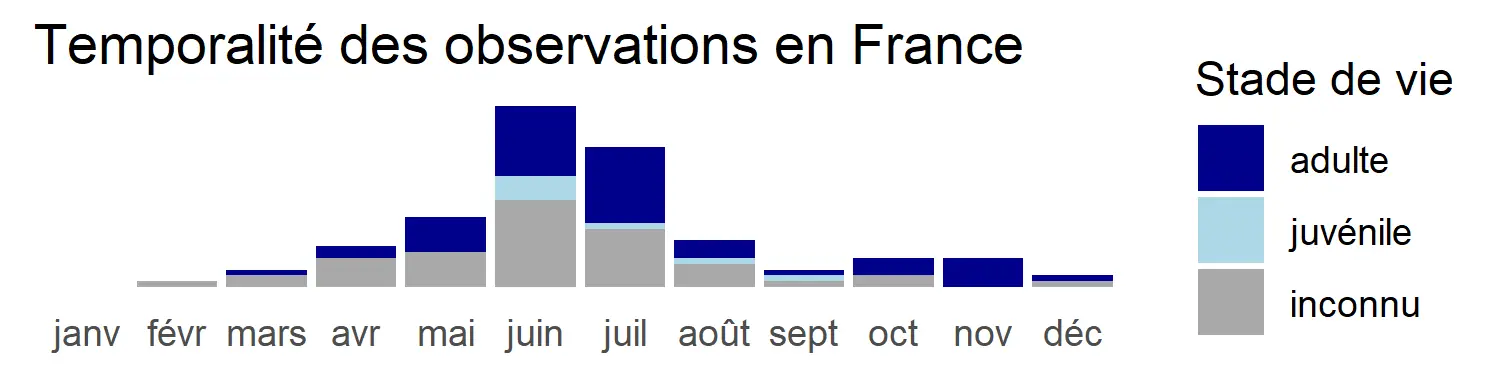 Temporalité des observations en France
Stade de vie
adulte
juvénile
inconnu
janv févr mars avr mai juin juil août sept oct nov déc